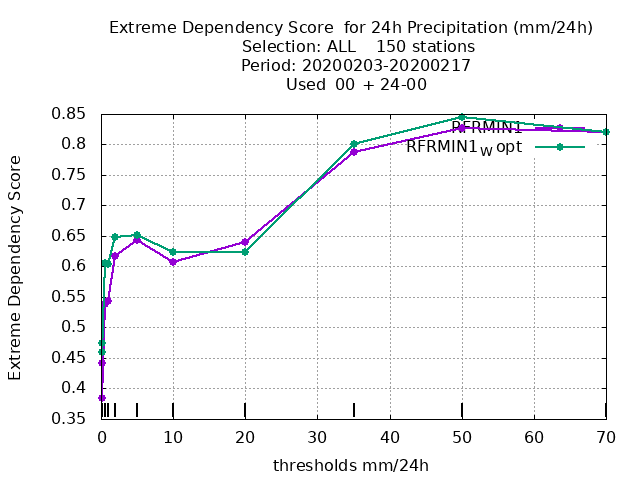 Extreme Dependency Score for 24h Precipitation (mm/24h)
Selection: ALL 150 stations
Period: 20200203-20200217
Used 00 + 24-00
Extreme Dependency Score
0.85
0.8
0.75
0.7
0.65
0.6
0.55
0.5
0.45
0.4
0.35
RFRMIN1
RFRMIN1W opt
0 10 20 30 40 50 60 70
thresholds mm/24h